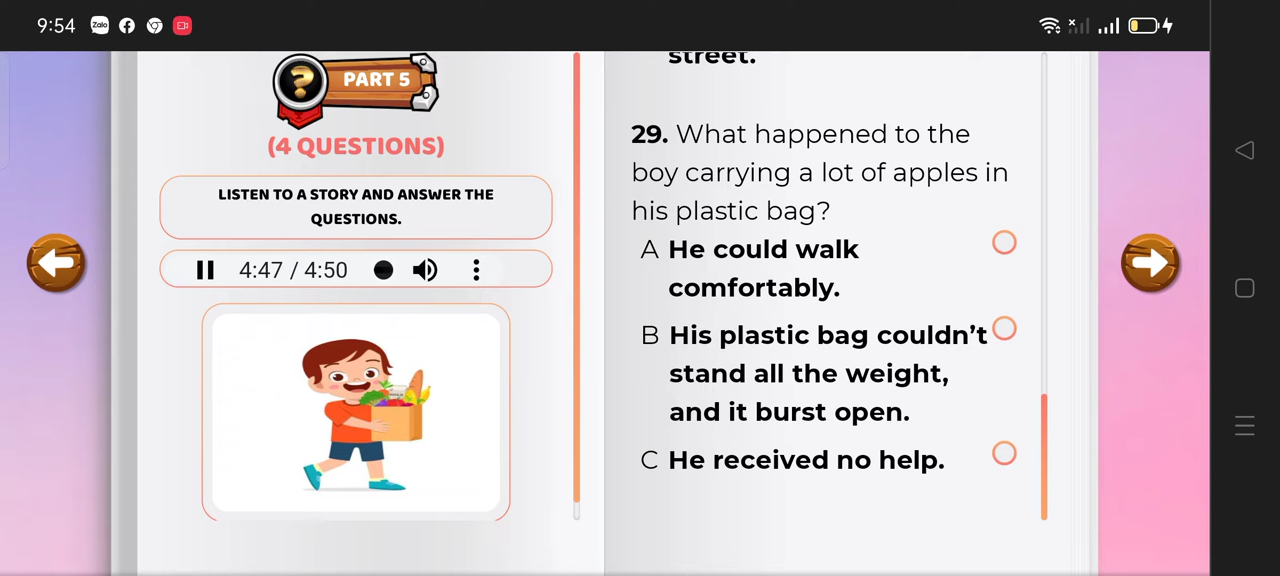 9:54
Zalo
PART 5
(4 QUESTIONS)
LISTEN TO A STORY AND ANSWER THE
QUESTIONS.
4:47 / 4:50
street.
29. What happened to the
boy carrying a lot of apples in
his plastic bag?
A He could walk
comfortably.
B His plastic bag couldn’t
stand all the weight,
and it burst open.
C He received no help.